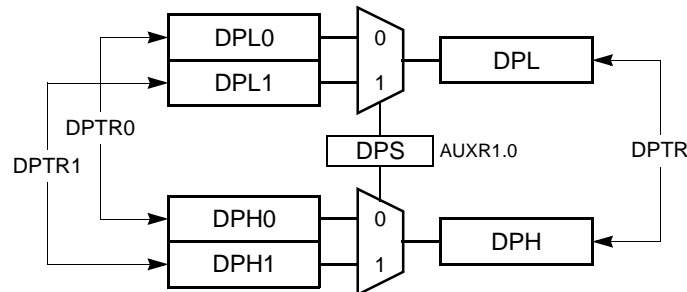 DPL0
0
DPL
DPL1
1
DPTR0
DPS
AUXR1.0
DPTR
DPTR1
DPH0
0
DPH
DPH1
1